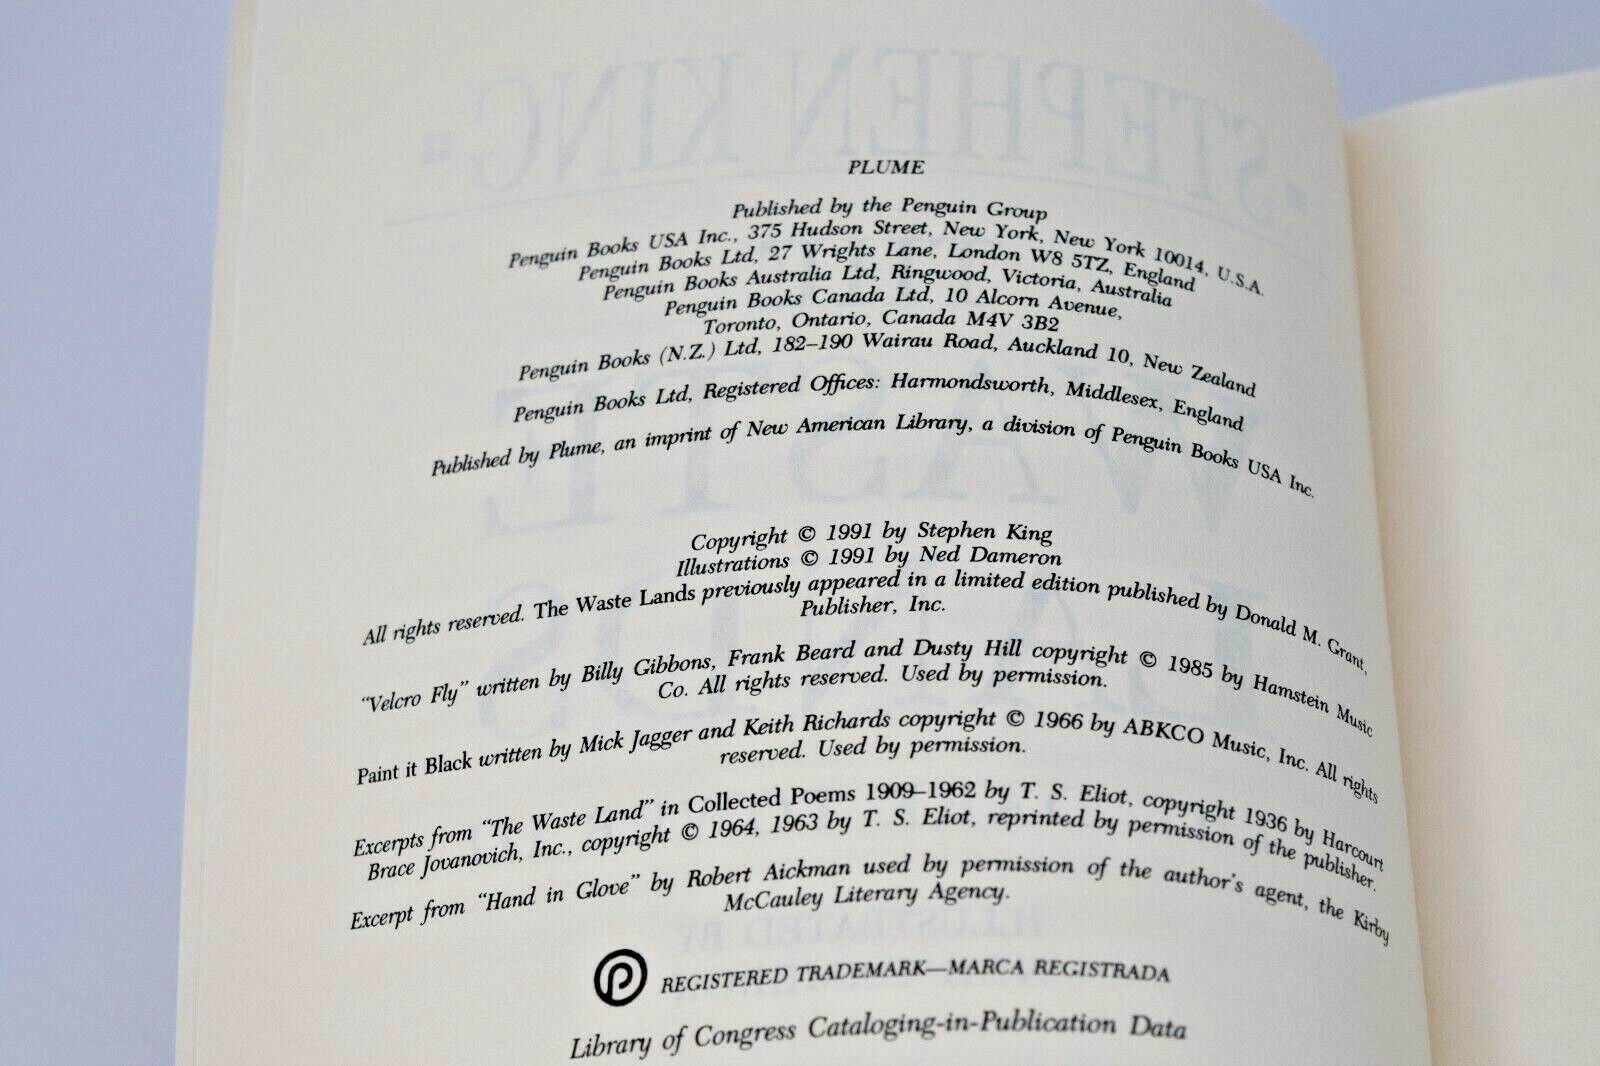 PLUME
Published by the Penguin Group
Penguin Books USA Inc., 375 Hudson Street, New York, New York 10014, U.S.A.
Penguin Books Ltd, 27 Wrights Lane, London W8 5TZ, England
Penguin Books Australia Ltd, Ringwood, Victoria, Australia
Penguin Books Canada Ltd, 10 Alcorn Avenue,
Toronto, Ontario, Canada M4V 3B2
Penguin Books (N.Z.) Ltd, 182–190 Wairau Road, Auckland 10, New Zealand
Penguin Books Ltd, Registered Offices: Harmondsworth, Middlesex, England
Published by Plume, an imprint of New American Library, a division of Penguin Books USA Inc.
Copyright © 1991 by Stephen King
Illustrations © 1991 by Ned Dameron
All rights reserved. The Waste Lands previously appeared in a limited edition published by Donald M. Grant,
Publisher, Inc.
“Velcro Fly” written by Billy Gibbons, Frank Beard and Dusty Hill copyright © 1985 by Hamstein Music
Co. All rights reserved. Used by permission.
Paint it Black written by Mick Jagger and Keith Richards copyright © 1966 by ABKCO Music, Inc. All rights
reserved. Used by permission.
Excerpts from “The Waste Land” in Collected Poems 1909–1962 by T. S. Eliot, copyright 1936 by Harcourt
Brace Jovanovich, Inc., copyright © 1964, 1963 by T. S. Eliot, reprinted by permission of the publisher.
Excerpt from “Hand in Glove” by Robert Aickman used by permission of the author's agent, the Kirby
McCauley Literary Agency.
REGISTERED TRADEMARK—MARCA REGISTRADA
Library of Congress Cataloging-in-Publication Data
STEPHEN KING
THE
WASTE
LANDS
ILLUSTRATED BY